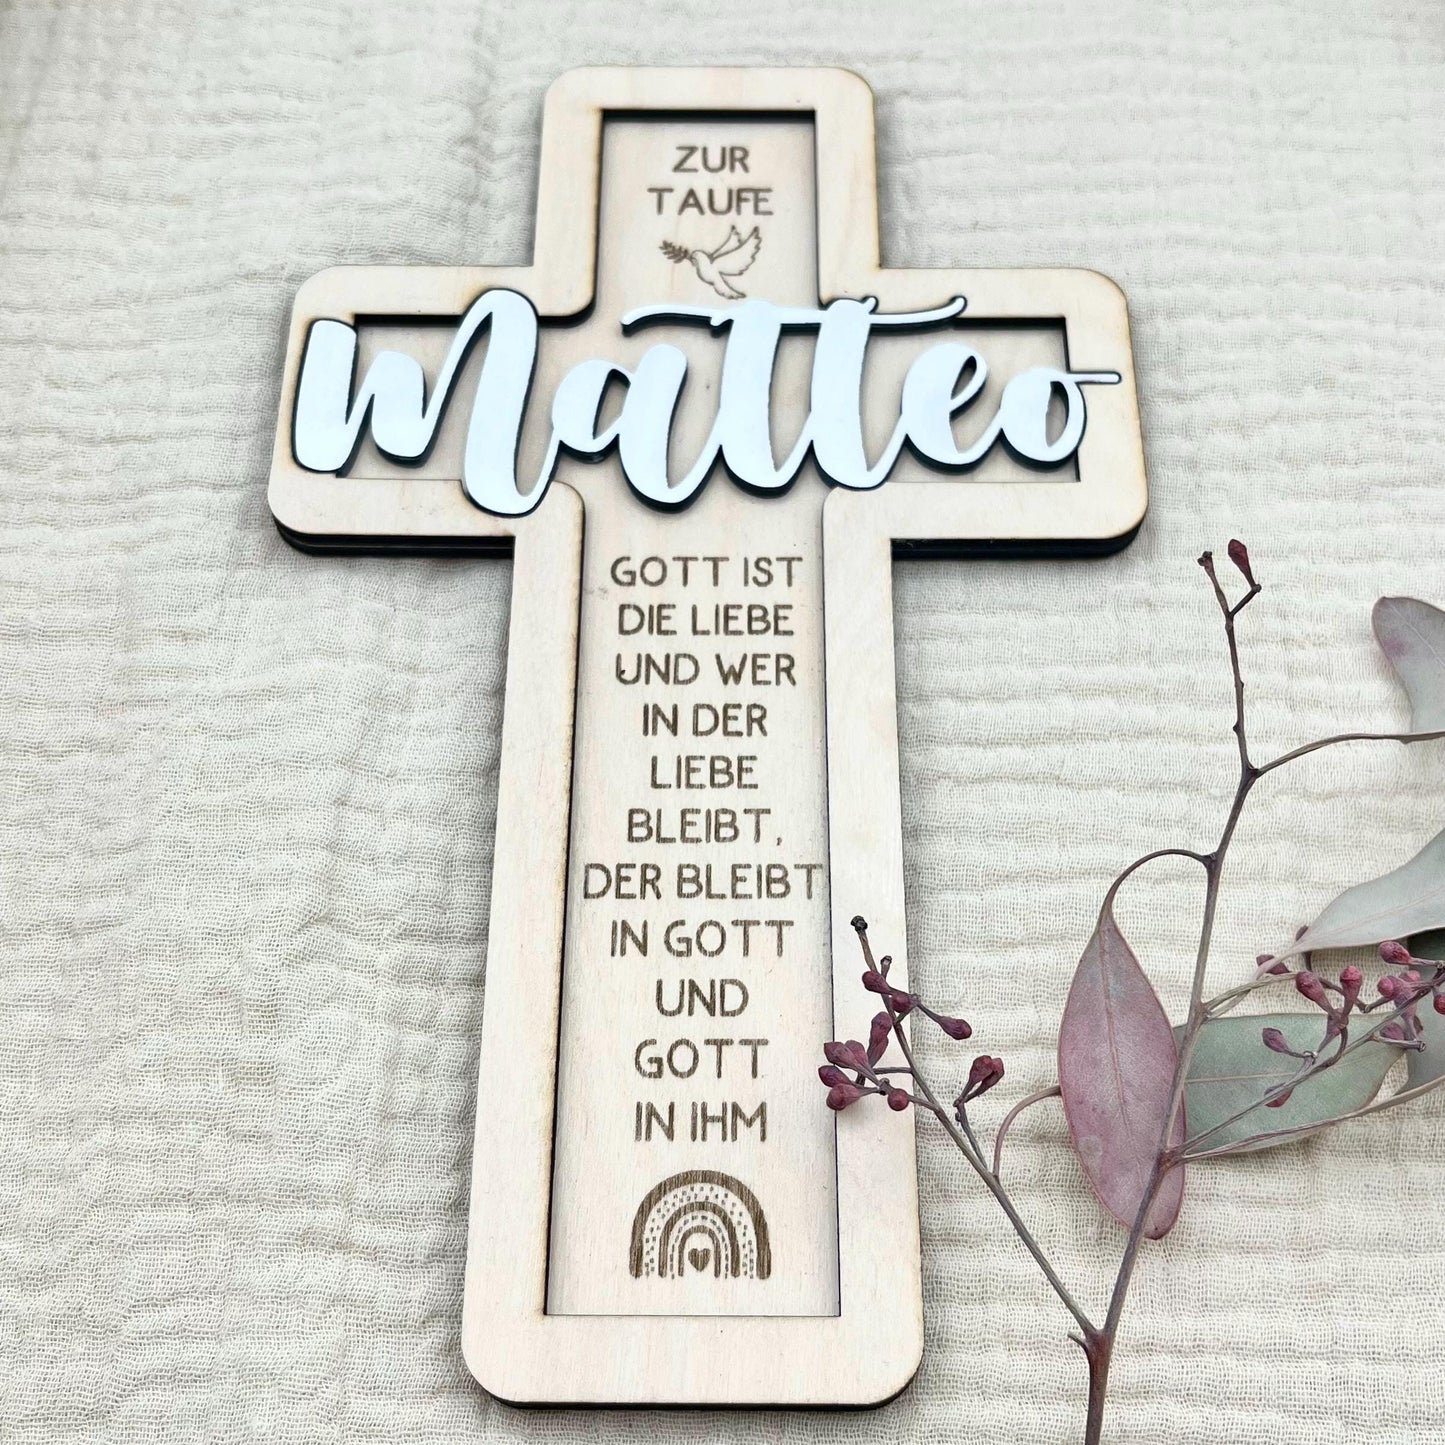 ZUR
TAUFE
Matteo
GOTT IST
DIE LIEBE
UND WER
IN DER
LIEBE
BLEIBT,
DER BLEIBT
IN GOTT
UND
GOTT
IN IHM